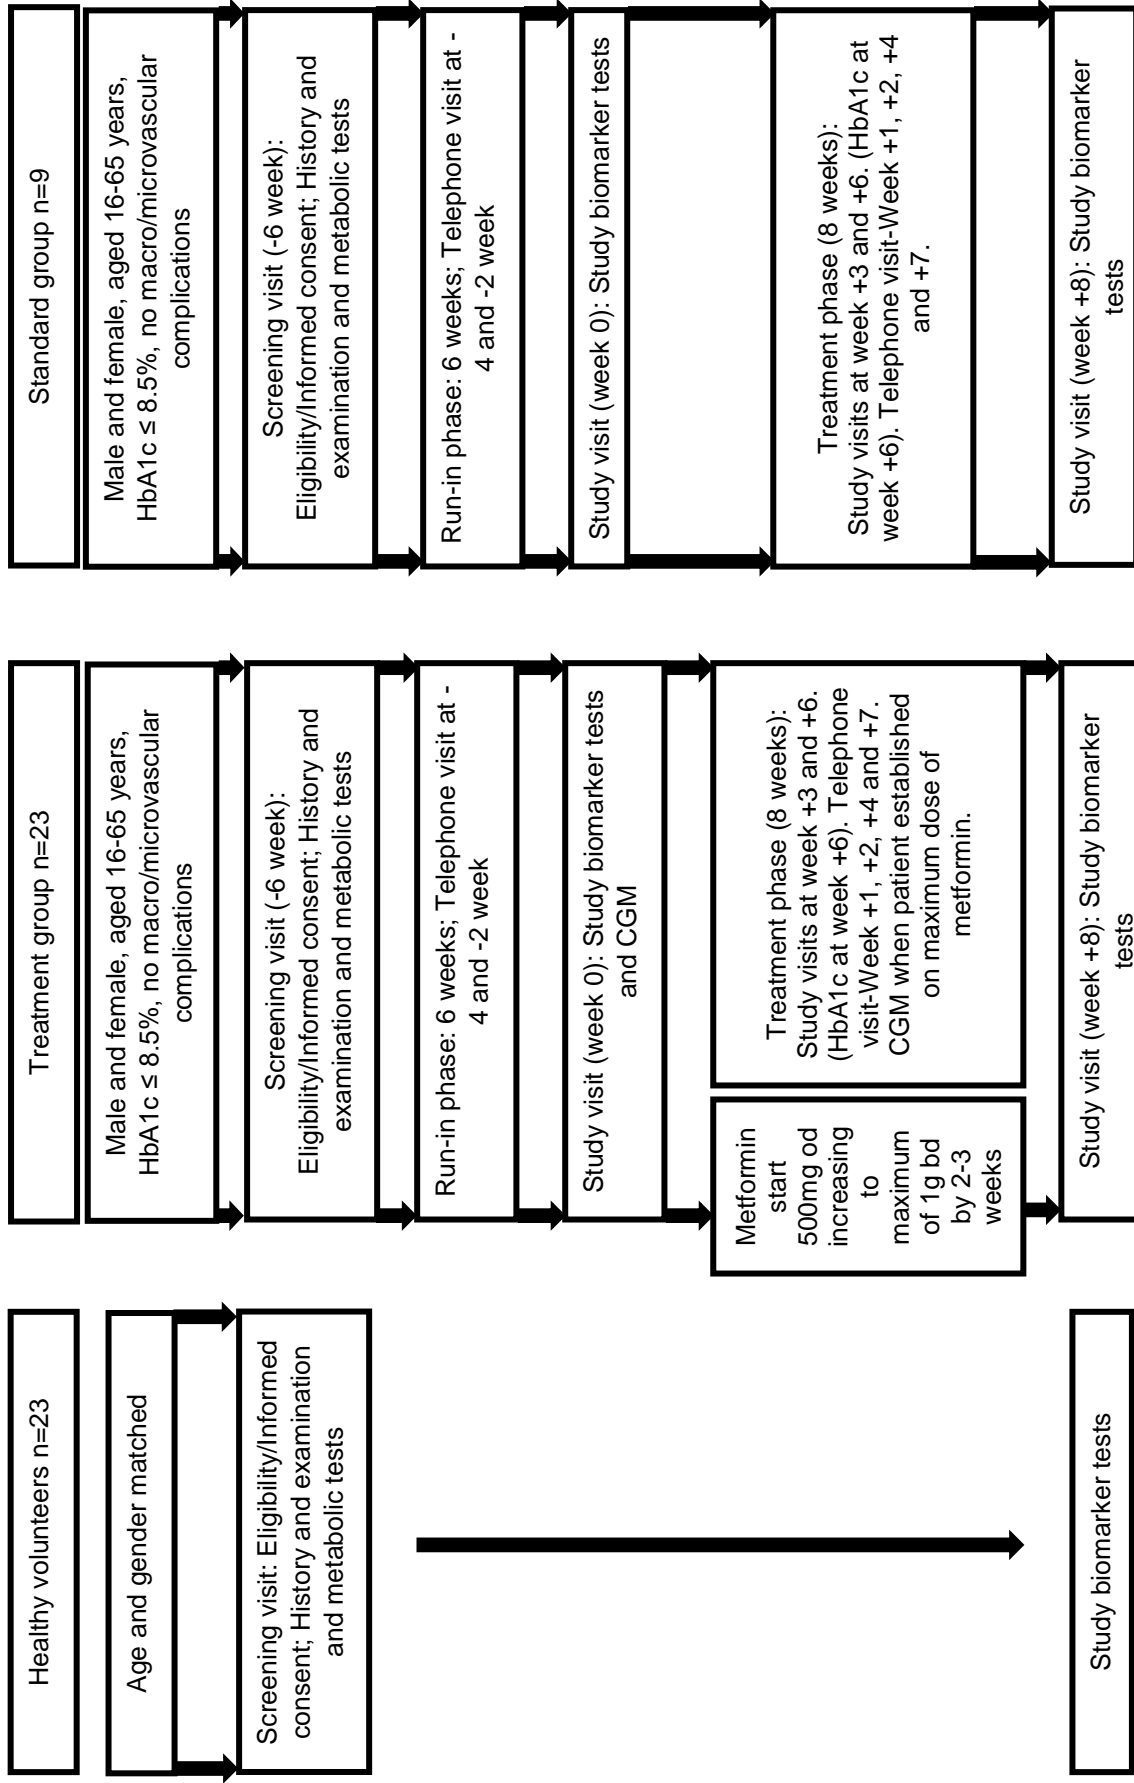 Healthy volunteers n=23
Age and gender matched
Screening visit: Eligibility/Informed
consent; History and examination
and metabolic tests
Study biomarker tests
Treatment group n=23
Male and female, aged 16-65 years,
HbA1c ≤ 8.5%, no macro/microvascular
complications
Screening visit (-6 week):
Eligibility/Informed consent; History and
examination and metabolic tests
Run-in phase: 6 weeks; Telephone visit at -
4 and -2 week
Study visit (week 0): Study biomarker tests
and CGM
Metformin
start
500mg od
increasing
to
maximum
of 1g bd
by 2-3
weeks
Treatment phase (8 weeks):
Study visits at week +3 and +6.
(HbA1c at week +6). Telephone
visit-Week +1, +2, +4 and +7.
CGM when patient established
on maximum dose of
metformin.
Study visit (week +8): Study biomarker
tests
Standard group n=9
Male and female, aged 16-65 years,
HbA1c ≤ 8.5%, no macro/microvascular
complications
Screening visit (-6 week):
Eligibility/Informed consent; History and
examination and metabolic tests
Run-in phase: 6 weeks; Telephone visit at -
4 and -2 week
Study visit (week 0): Study biomarker tests
Treatment phase (8 weeks):
Study visits at week +3 and +6. (HbA1c at
week +6). Telephone visit-Week +1, +2, +4
and +7.
Study visit (week +8): Study biomarker
tests